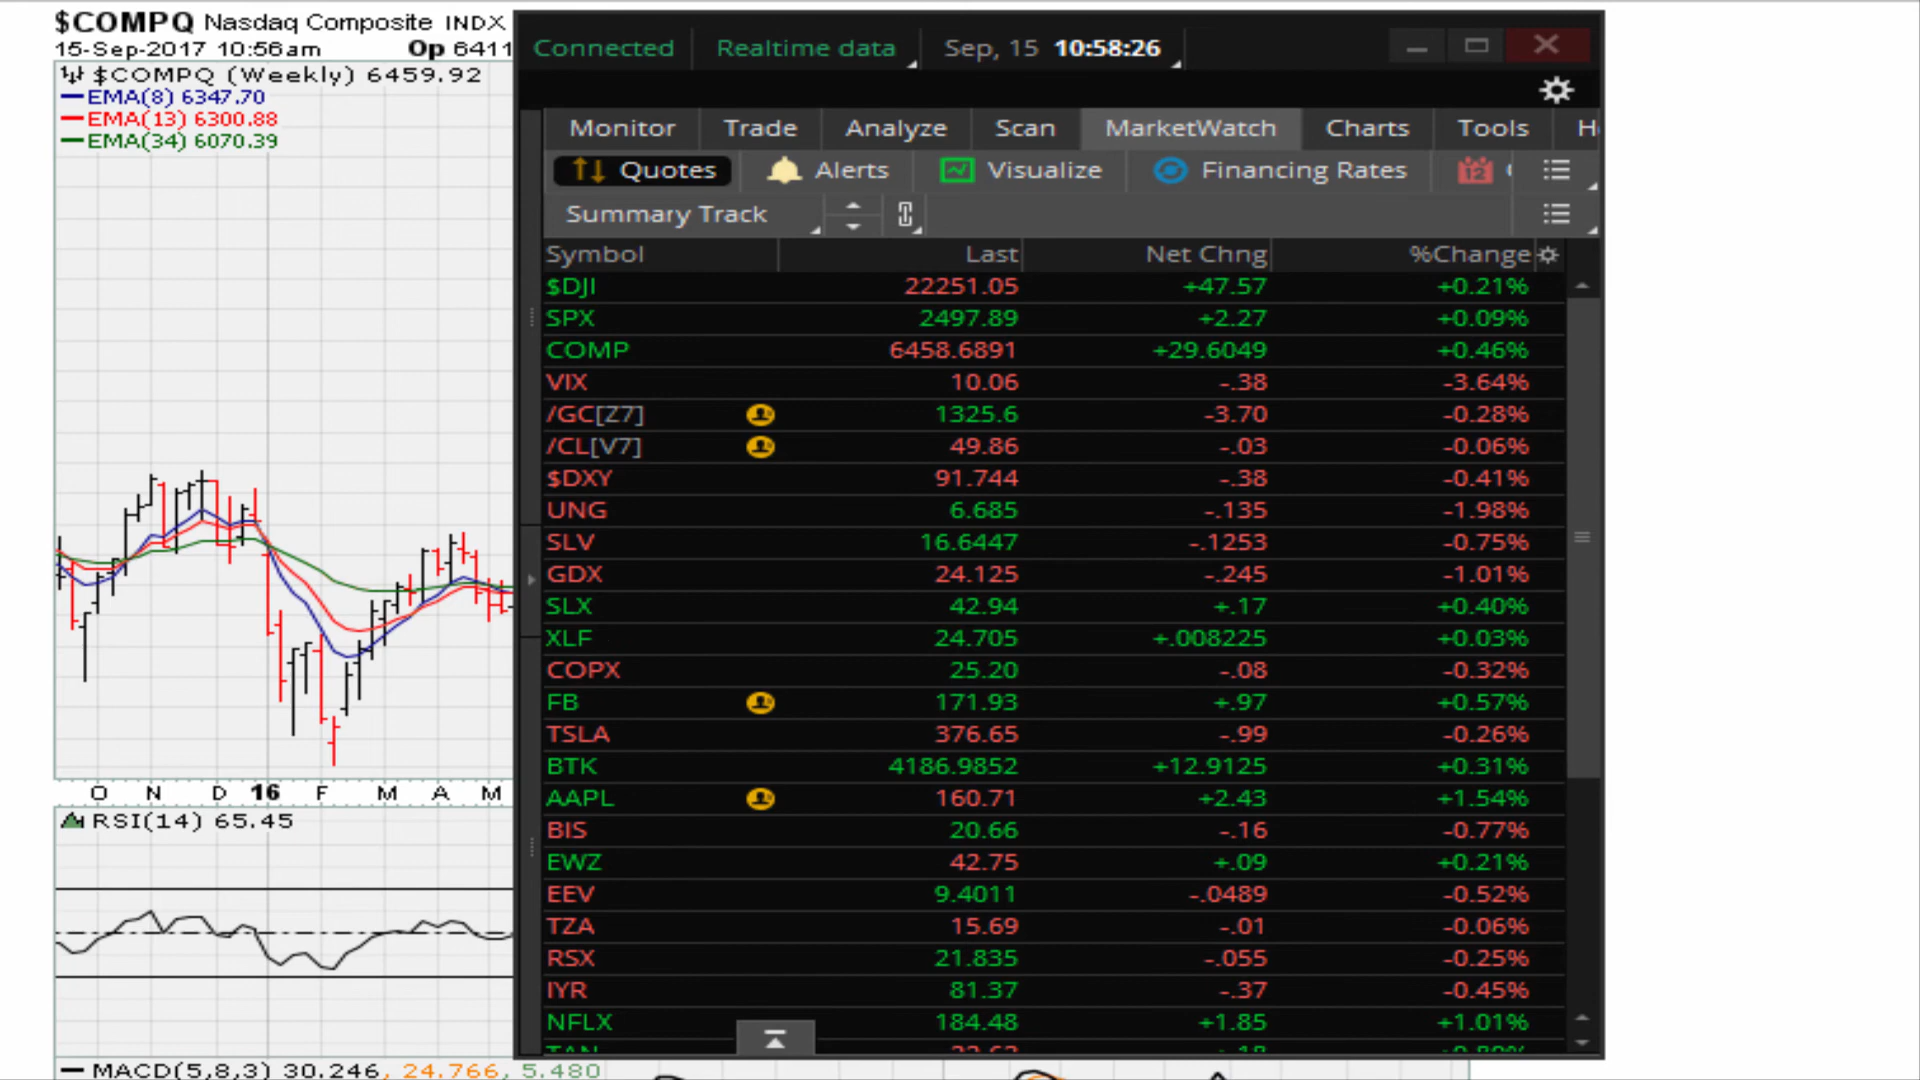 $COMPQ Nasdaq Composite INDX
15-Sep-2017 10:56am Op 6411
$COMPQ (Weekly) 6459.92
EMA(8) 6347.70
EMA(13) 6300.88
EMA(34) 6070.39
O N D 16 F M A M
RSI(14) 65.45
MACD(5,8,3) 30.246, 24.766, 5.480
Connected Realtime data Sep, 15 10:58:26
Monitor Trade Analyze Scan MarketWatch Charts Tools
Quotes Alerts Visualize 12 Financing Rates
Summary Track
Symbol Last Net Chng %Change
$DJI 22251.05 +47.57 +0.21%
SPX 2497.89 +2.27 +0.09%
COMP 6458.6891 +29.6049 +0.46%
VIX 10.06 -.38 -3.64%
/GC[Z7] 1325.6 -3.70 -0.28%
/CL[V7] 49.86 -.03 -0.06%
$DXY 91.744 -.38 -0.41%
UNG 6.685 -.135 -1.98%
SLV 16.6447 -.1253 -0.75%
GDX 24.125 -.245 -1.01%
SLX 42.94 +.17 +0.40%
XLF 24.705 +.008225 +0.03%
COPX 25.20 -.08 -0.32%
FB 171.93 +.97 +0.57%
TSLA 376.65 -.99 -0.26%
BTK 4186.9852 +12.9125 +0.31%
AAPL 160.71 +2.43 +1.54%
BIS 20.66 -.16 -0.77%
EWZ 42.75 +.09 +0.21%
EEV 9.4011 -.0489 -0.52%
TZA 15.69 -.01 -0.06%
RSX 21.835 -.055 -0.25%
IYR 81.37 -.37 -0.45%
NFLX 184.48 +1.85 +1.01%